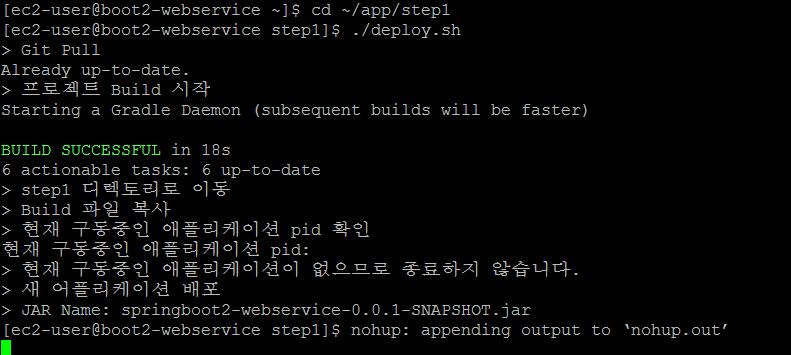 [ec2-user@boot2-webservice ~]$ cd ~/app/step1
[ec2-user@boot2-webservice step1]$ ./deploy.sh
> Git Pull
Already up-to-date.
> 프로젝트 Build 시작
Starting a Gradle Daemon (subsequent builds will be faster)
BUILD SUCCESSFUL in 18s
6 actionable tasks: 6 up-to-date
> step1 디렉토리로 이동
> Build 파일 복사
> 현재 구동중인 애플리케이션 pid 확인
현재 구동중인 애플리케이션 pid:
> 현재 구동중인 애플리케이션이 없으므로 종료하지 않습니다.
> 새 어플리케이션 배포
> JAR Name: springboot2-webservice-0.0.1-SNAPSHOT.jar
[ec2-user@boot2-webservice step1]$ nohup: appending output to ‘nohup.out’